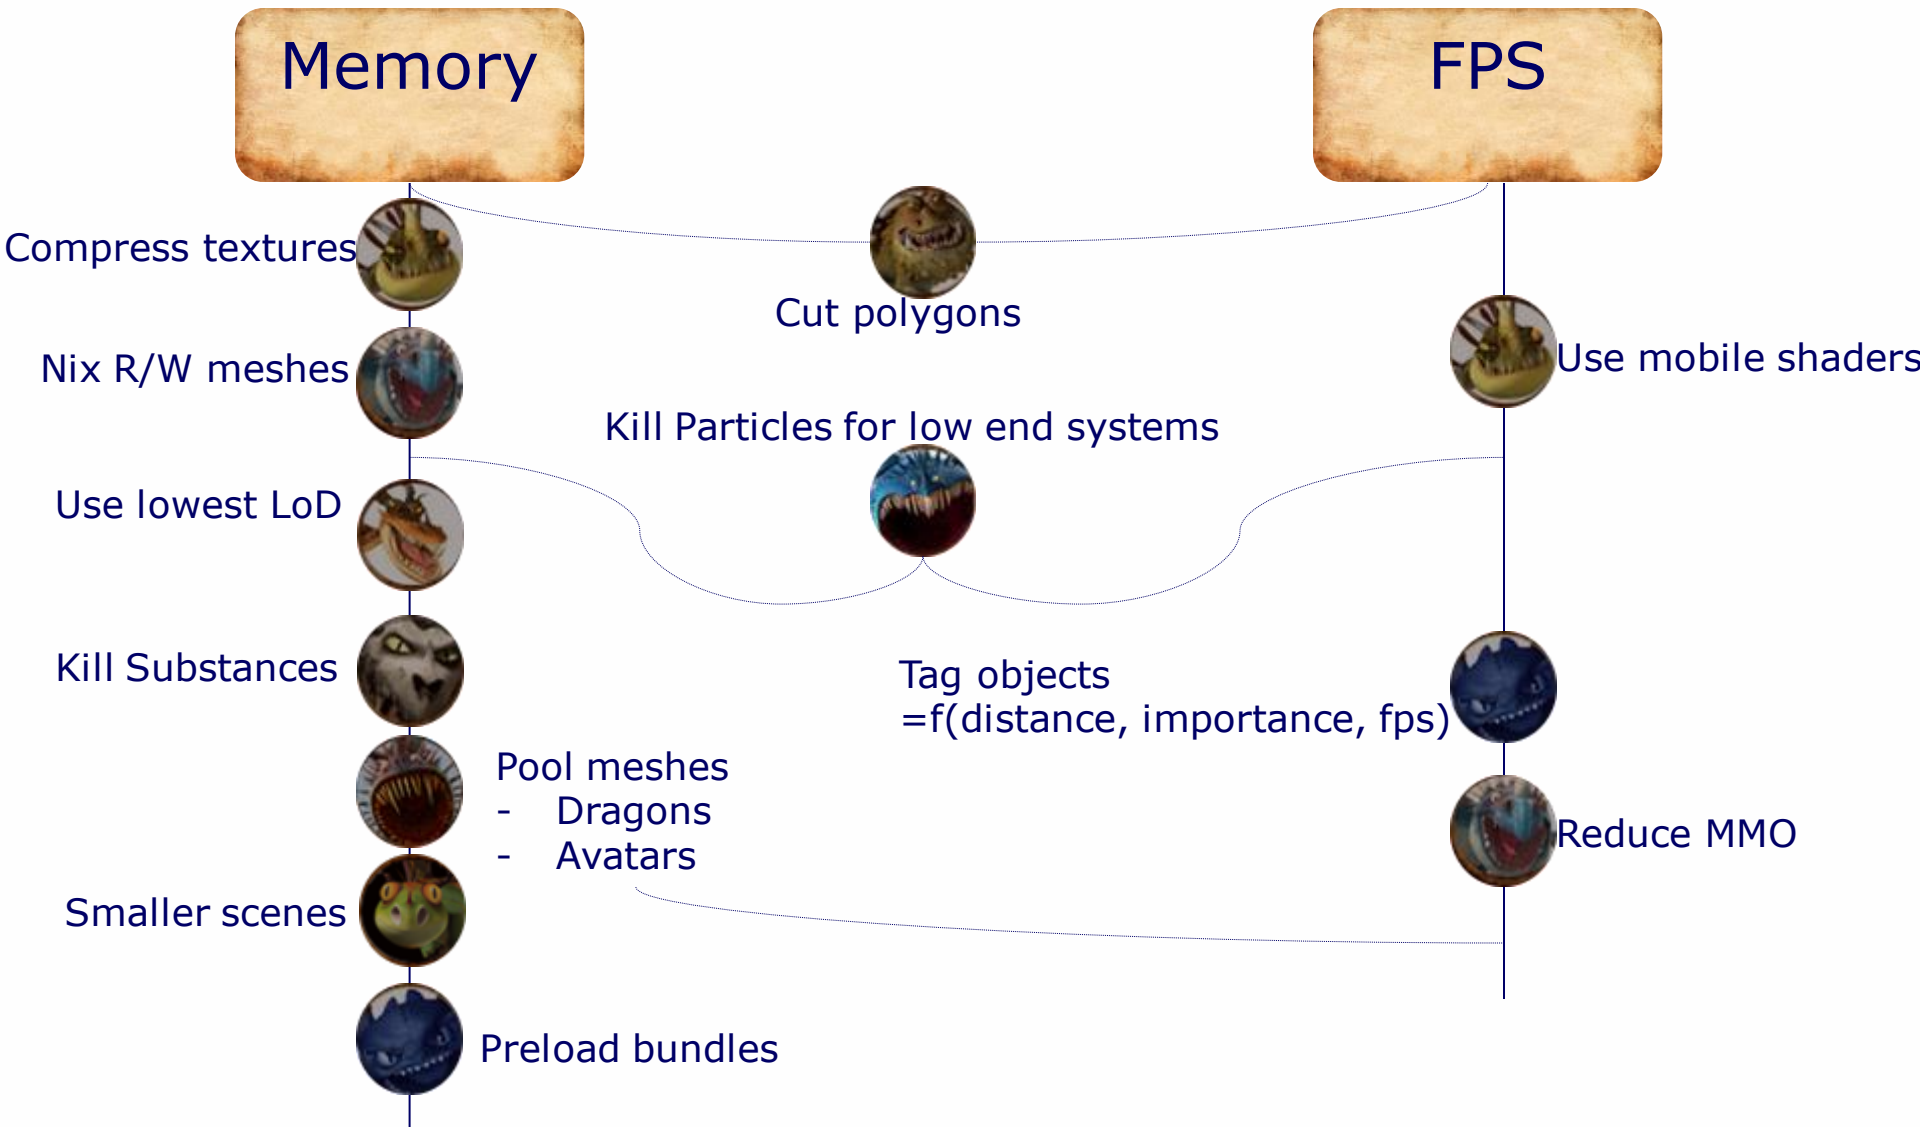 Memory
FPS
Compress textures
Cut polygons
Nix R/W meshes
Use mobile shaders
Kill Particles for low end systems
Use lowest LoD
Kill Substances
Tag objects
=f(distance, importance, fps)
Pool meshes
- Dragons
- Avatars
Reduce MMO
Smaller scenes
Preload bundles